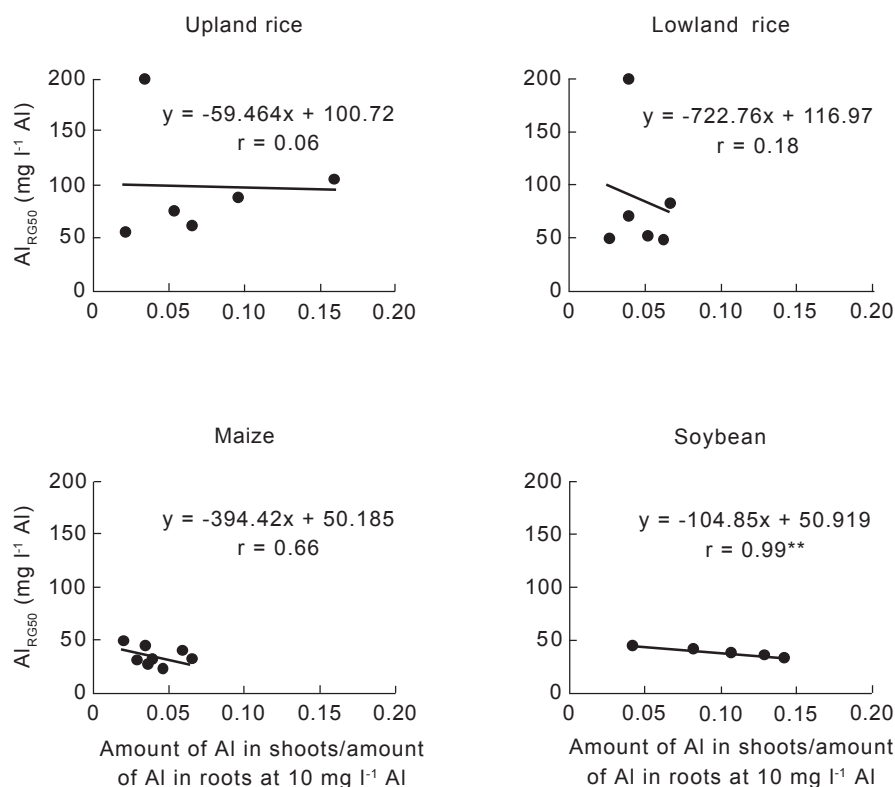 Upland rice
200
150
100
50
0
Al_RG50 (mg l⁻¹ Al)
y = -59.464x + 100.72
r = 0.06
0 0.05 0.10 0.15 0.20
Lowland rice
200
150
100
50
0
y = -722.76x + 116.97
r = 0.18
0 0.05 0.10 0.15 0.20
Maize
200
150
100
50
0
Al_RG50 (mg l⁻¹ Al)
y = -394.42x + 50.185
r = 0.66
0 0.05 0.10 0.15 0.20
Amount of Al in shoots/amount
of Al in roots at 10 mg l⁻¹ Al
Soybean
200
150
100
50
0
y = -104.85x + 50.919
r = 0.99**
0 0.05 0.10 0.15 0.20
Amount of Al in shoots/amount
of Al in roots at 10 mg l⁻¹ Al